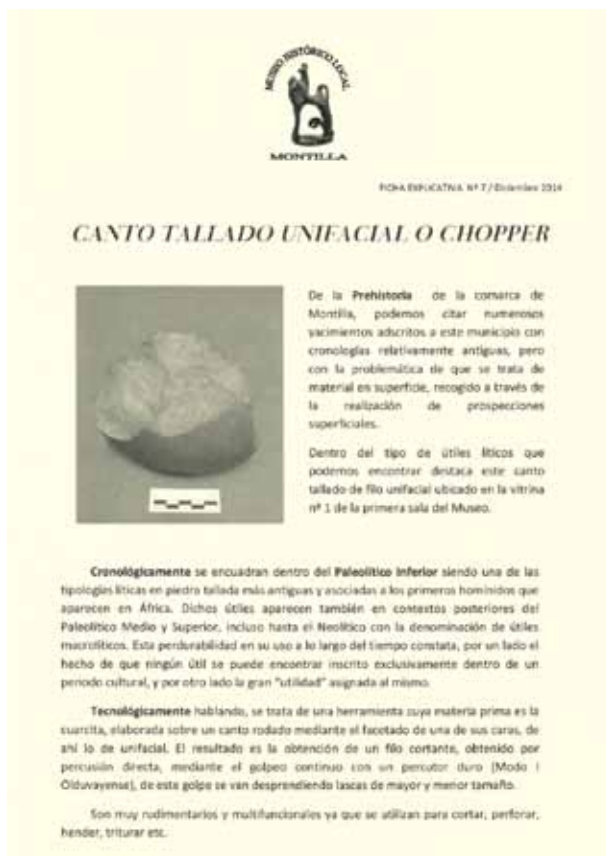 MUSEO HISTÓRICO LOCAL
MONTILLA
FICHA EXPLICATIVA Nº 7 / Diciembre 2014
CANTO TALLADO UNIFACIAL O CHOPPER
De la Prehistoria de la comarca de
Montilla, podemos citar numerosos
yacimientos adscritos a este municipio con
cronologías relativamente antiguas, pero
con la problemática de que se trata de
material en superficie, recogido a través de
la realización de prospecciones
superficiales.
Dentro del tipo de útiles líticos que
podemos encontrar destaca este canto
tallado de filo unifacial ubicado en la vitrina
nº 1 de la primera sala del Museo.
Cronológicamente se encuadran dentro del Paleolítico Inferior siendo una de las
tipologías líticas en piedra tallada más antiguas y asociadas a los primeros homínidos que
aparecen en África. Dichos útiles aparecen también en contextos posteriores del
Paleolítico Medio y Superior, incluso hasta el Neolítico con la denominación de útiles
macrolíticos. Esta perdurabilidad en su uso a lo largo del tiempo constata, por un lado el
hecho de que ningún útil se puede encontrar inscrito exclusivamente dentro de un
periodo cultural, y por otro lado la gran "utilidad" asignada al mismo.
Tecnológicamente hablando, se trata de una herramienta cuya materia prima es la
cuarcita, elaborada sobre un canto rodado mediante el facetado de una de sus caras, de
ahí lo de unifacial. El resultado es la obtención de un filo cortante, obtenido por
percusión directa, mediante el golpeo continuo con un percutor duro (Modo I
Olduvayense), de este golpe se van desprendiendo lascas de mayor y menor tamaño.
Son muy rudimentarios y multifuncionales ya que se utilizan para cortar, perforar,
hender, triturar etc.